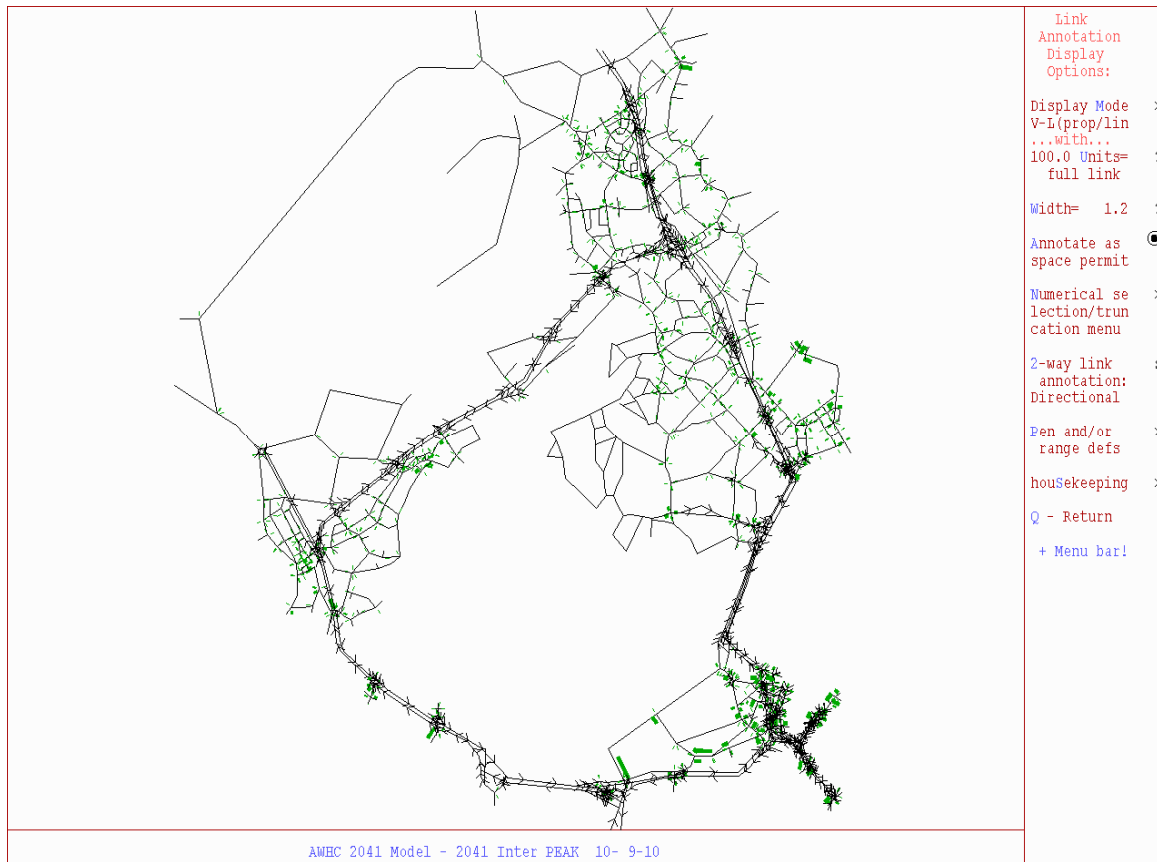 Link
Annotation
Display
Options:
Display Mode
V-L(prop/lin
...with...
100.0 Units=
full link
Width= 1.2
Annotate as
space permit
Numerical se
lection/trun
cation menu
2-way link
annotation:
Directional
Pen and/or
range defs
houSekeeping
Q - Return
+ Menu bar!
AWHC 2041 Model - 2041 Inter PEAK 10- 9-10